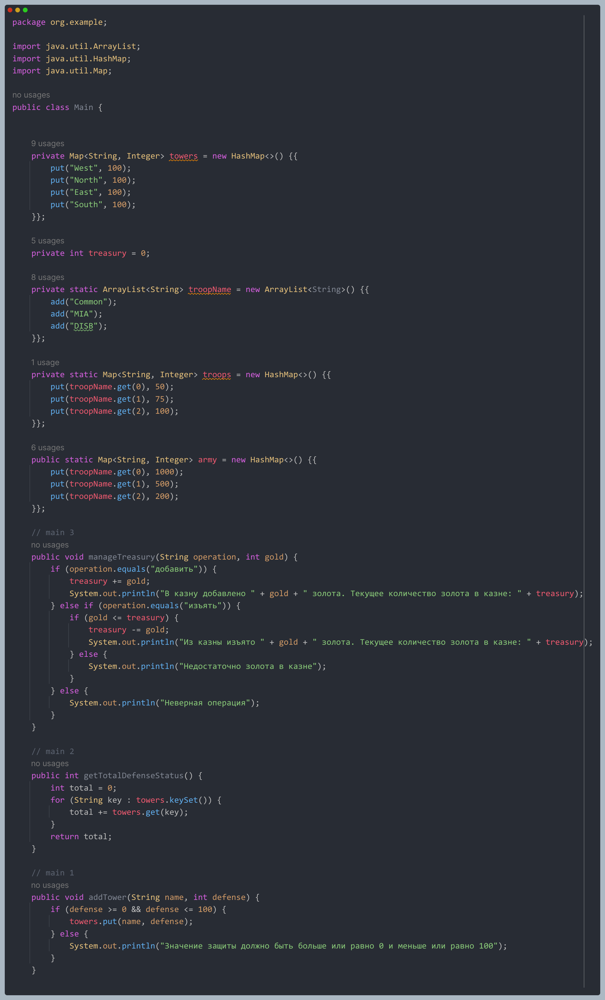 package org.example;
import java.util.ArrayList;
import java.util.HashMap;
import java.util.Map;
no usages
public class Main {
9 usages
private Map<String, Integer> towers = new HashMap<>() {{
put("West", 100);
put("North", 100);
put("East", 100);
put("South", 100);
}};
5 usages
private int treasury = 0;
8 usages
private static ArrayList<String> troopName = new ArrayList<String>() {{
add("Common");
add("MIA");
add("DISB");
}};
1 usage
private static Map<String, Integer> troops = new HashMap<>() {{
put(troopName.get(0), 50);
put(troopName.get(1), 75);
put(troopName.get(2), 100);
}};
6 usages
public static Map<String, Integer> army = new HashMap<>() {{
put(troopName.get(0), 1000);
put(troopName.get(1), 500);
put(troopName.get(2), 200);
}};
// main 3
no usages
public void manageTreasury(String operation, int gold) {
if (operation.equals("добавить")) {
treasury += gold;
System.out.println("В казну добавлено " + gold + " золота. Текущее количество золота в казне: " + treasury);
} else if (operation.equals("изъять")) {
if (gold <= treasury) {
treasury -= gold;
System.out.println("Из казны изъято " + gold + " золота. Текущее количество золота в казне: " + treasury);
} else {
System.out.println("Недостаточно золота в казне");
}
} else {
System.out.println("Неверная операция");
}
}
// main 2
no usages
public int getTotalDefenseStatus() {
int total = 0;
for (String key : towers.keySet()) {
total += towers.get(key);
}
return total;
}
// main 1
no usages
public void addTower(String name, int defense) {
if (defense >= 0 && defense <= 100) {
towers.put(name, defense);
} else {
System.out.println("Значение защиты должно быть больше или равно 0 и меньше или равно 100");
}
}